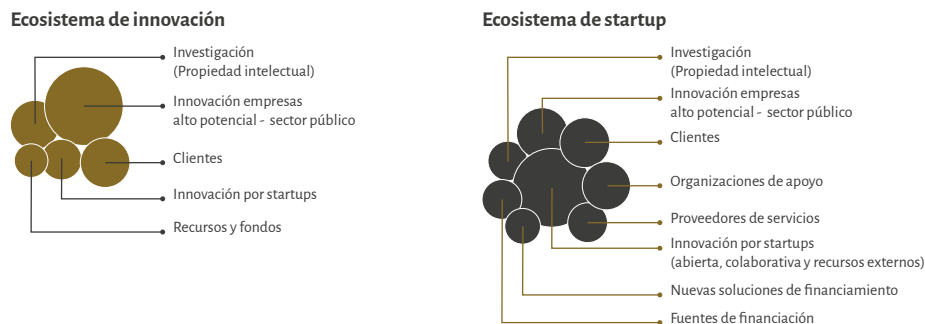 Ecosistema de innovación
Investigación
(Propiedad intelectual)
Innovación empresas
alto potencial - sector público
Clientes
Innovación por startups
Recursos y fondos
Ecosistema de startup
Investigación
(Propiedad intelectual)
Innovación empresas
alto potencial - sector público
Clientes
Organizaciones de apoyo
Proveedores de servicios
Innovación por startups
(abierta, colaborativa y recursos externos)
Nuevas soluciones de financiamiento
Fuentes de financiación